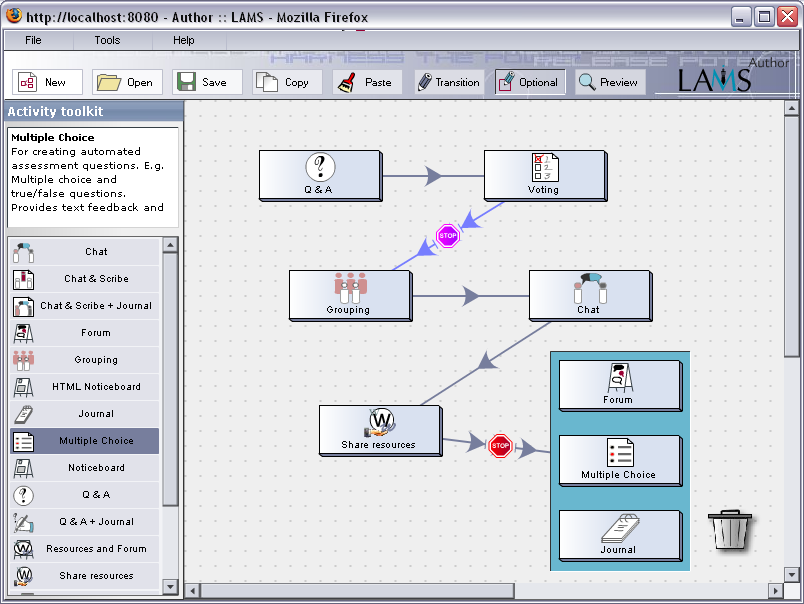 http://localhost:8080 - Author :: LAMS - Mozilla Firefox
File Tools Help
New Open Save Copy Paste Transition Optional Preview
LAMS Author
Activity toolkit
Multiple Choice
For creating automated
assessment questions. E.g.
Multiple choice and
true/false questions.
Provides text feedback and
Chat
Chat & Scribe
Chat & Scribe + Journal
Forum
Grouping
HTML Noticeboard
Journal
Multiple Choice
Noticeboard
Q & A
Q & A + Journal
Resources and Forum
Share resources
?
Q & A
1
2
3
Voting
STOP
Grouping
Chat
W
Share resources
STOP
Forum
Multiple Choice
Journal